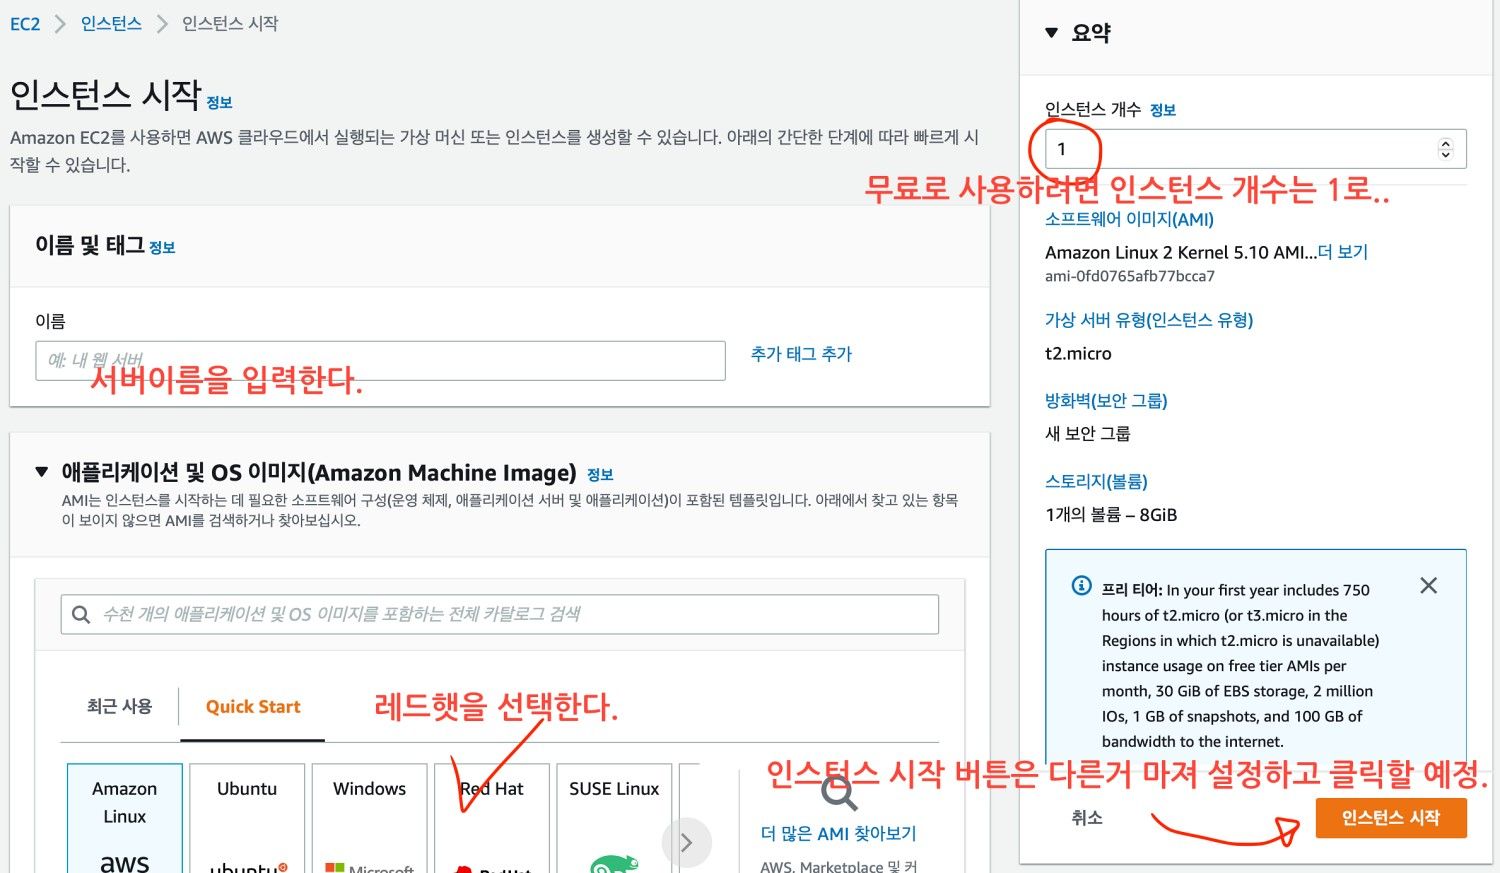 EC2 > 인스턴스 > 인스턴스 시작
인스턴스 시작 정보
Amazon EC2를 사용하면 AWS 클라우드에서 실행되는 가상 머신 또는 인스턴스를 생성할 수 있습니다. 아래의 간단한 단계에 따라 빠르게 시
작할 수 있습니다.
이름 및 태그 정보
이름
예: 내 웹 서버
추가 태그 추가
서버이름을 입력한다.
애플리케이션 및 OS 이미지(Amazon Machine Image) 정보
AMI는 인스턴스를 시작하는 데 필요한 소프트웨어 구성(운영 체제, 애플리케이션 서버 및 애플리케이션)이 포함된 템플릿입니다. 아래에서 찾고 있는 항목
이 보이지 않으면 AMI를 검색하거나 찾아보십시오.
수천 개의 애플리케이션 및 OS 이미지를 포함하는 전체 카탈로그 검색
최근 사용
Quick Start
레드햇을 선택한다.
Amazon
Linux
aws
Ubuntu
ubuntu
Windows
Microsoft
Red Hat
RedHat
SUSE Linux
더 많은 AMI 찾아보기
AWS, Marketplace 및 커
요약
인스턴스 개수 정보
1
무료로 사용하려면 인스턴스 개수는 1로..
소프트웨어 이미지(AMI)
Amazon Linux 2 Kernel 5.10 AMI...더 보기
ami-0fd0765afb77bcca7
가상 서버 유형(인스턴스 유형)
t2.micro
방화벽(보안 그룹)
새 보안 그룹
스토리지(볼륨)
1개의 볼륨 – 8GiB
프리 티어: In your first year includes 750
hours of t2.micro (or t3.micro in the
Regions in which t2.micro is unavailable)
instance usage on free tier AMIs per
month, 30 GiB of EBS storage, 2 million
IOs, 1 GB of snapshots, and 100 GB of
bandwidth to the internet.
인스턴스 시작 버튼은 다른거 마져 설정하고 클릭할 예정.
취소
인스턴스 시작